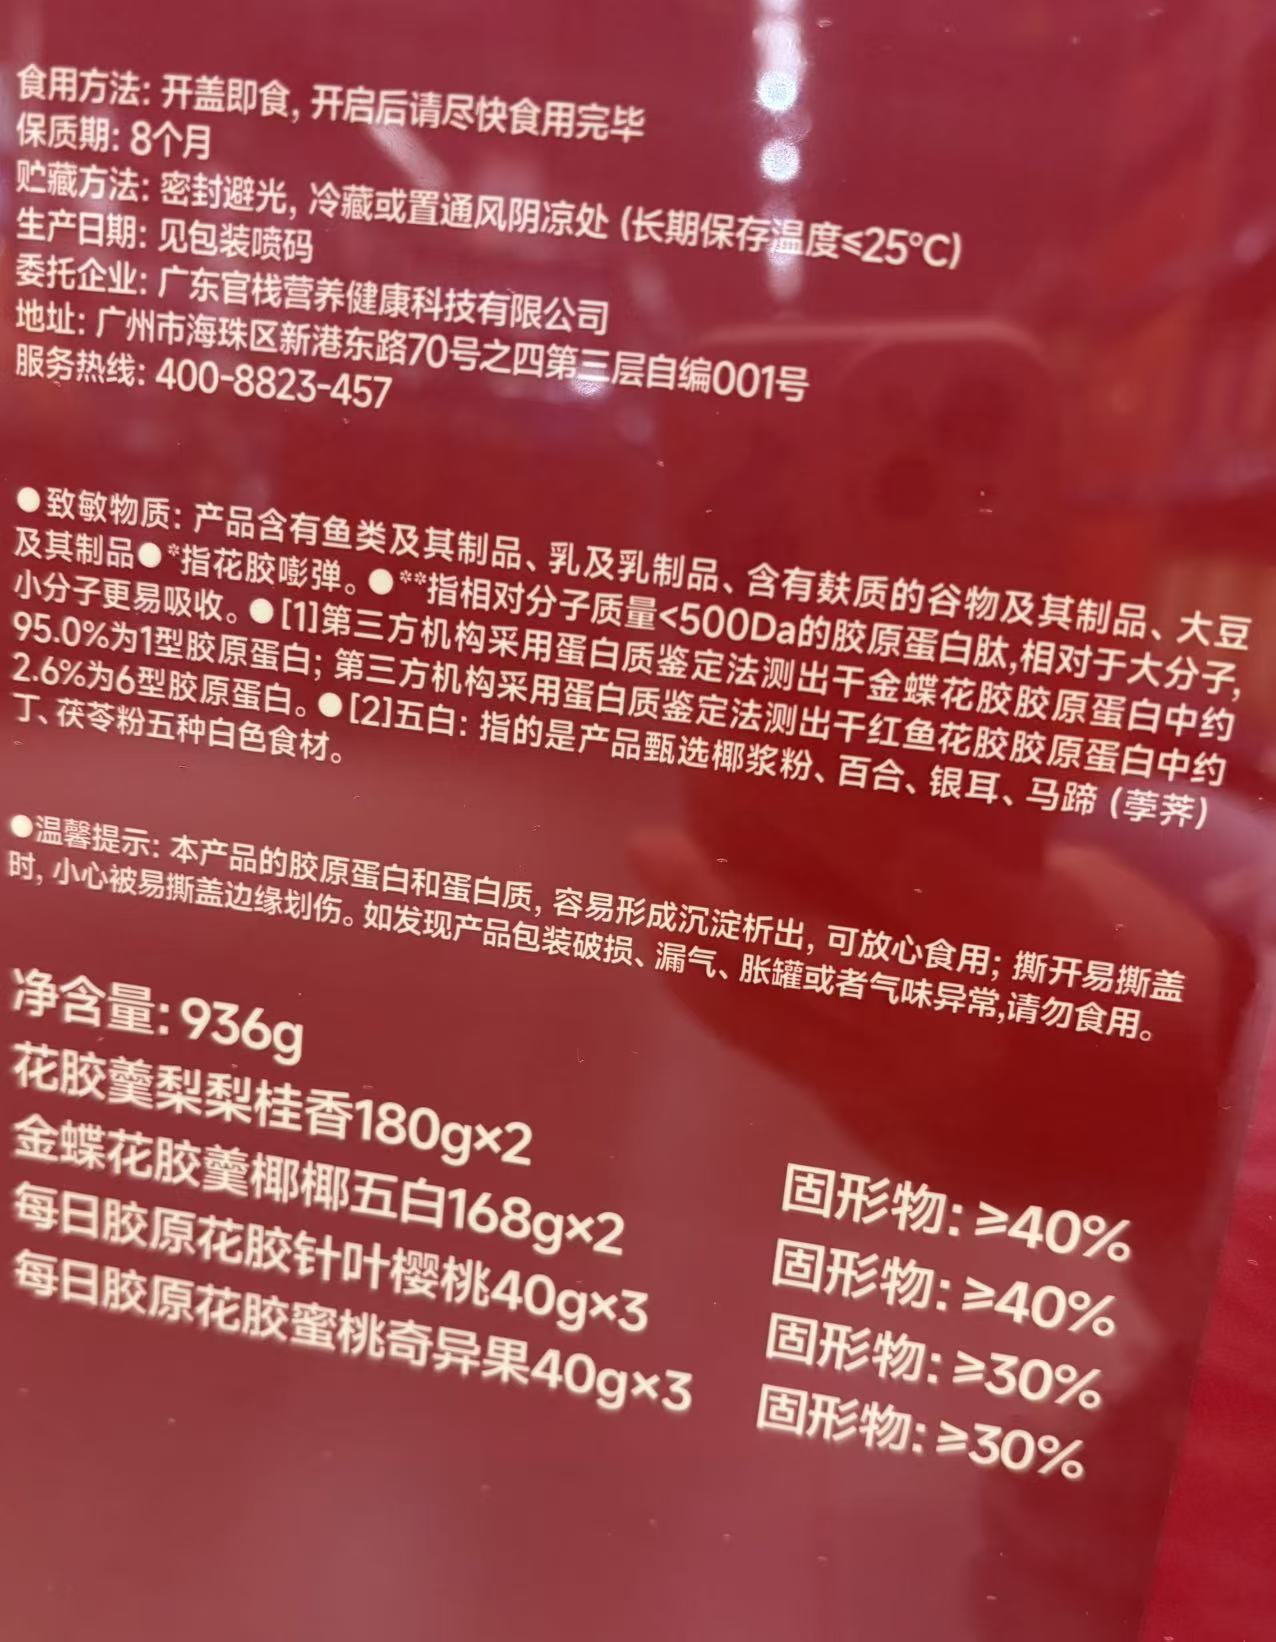 食用方法: 开盖即食, 开启后请尽快食用完毕
保质期: 8个月
贮藏方法: 密封避光, 冷藏或置通风阴凉处 (长期保存温度≤25℃)
生产日期: 见包装喷码
委托企业: 广东官栈营养健康科技有限公司
地址: 广州市海珠区新港东路70号之四第三层自编001号
服务热线: 400-8823-457
●致敏物质: 产品含有鱼类及其制品、乳及乳制品、含有麸质的谷物及其制品、大豆
及其制品●*指花胶嘭弹。●**指相对分子质量<500Da的胶原蛋白肽,相对于大分子,
小分子更易吸收。●[1]第三方机构采用蛋白质鉴定法测出干金蝶花胶胶原蛋白中约
95.0%为1型胶原蛋白; 第三方机构采用蛋白质鉴定法测出干红鱼花胶胶原蛋白中约
2.6%为6型胶原蛋白。●[2]五白: 指的是产品甄选椰浆粉、百合、银耳、马蹄 (荸荠)
丁、茯苓粉五种白色食材。
●温馨提示: 本产品的胶原蛋白和蛋白质, 容易形成沉淀析出, 可放心食用; 撕开易撕盖
时, 小心被易撕盖边缘划伤。如发现产品包装破损、漏气、胀罐或者气味异常,请勿食用。
净含量: 936g
花胶羹梨梨桂香180g×2 固形物: ≥40%
金蝶花胶羹椰椰五白168g×2 固形物: ≥40%
每日胶原花胶针叶樱桃40g×3 固形物: ≥30%
每日胶原花胶蜜桃奇异果40g×3 固形物: ≥30%